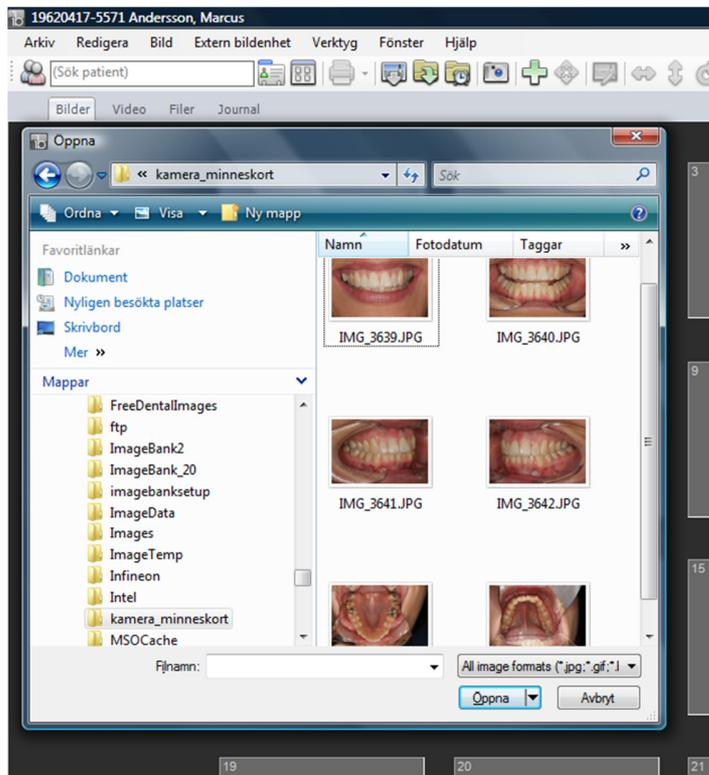 19620417-5571 Andersson, Marcus
Arkiv Redigera Bild Extern bildenhet Verktyg Fönster Hjälp
(Sök patient)
Bilder Video Filer Journal
Öppna
« kamera_minneskort Sök
Ordna Visa Ny mapp
Favoritlänkar
Dokument
Nyligen besökta platser
Skrivbord
Mer »
Mappar
FreeDentalImages
ftp
ImageBank2
ImageBank_20
imagebanksetup
ImageData
Images
ImageTemp
Infineon
Intel
kamera_minneskort
MSOCache
Namn Fotodatum Taggar »
IMG_3639.JPG IMG_3640.JPG
IMG_3641.JPG IMG_3642.JPG
Filnamn: All image formats (*.jpg;*.gif;*.l
Öppna Avbryt
3
9
15
19 20 21